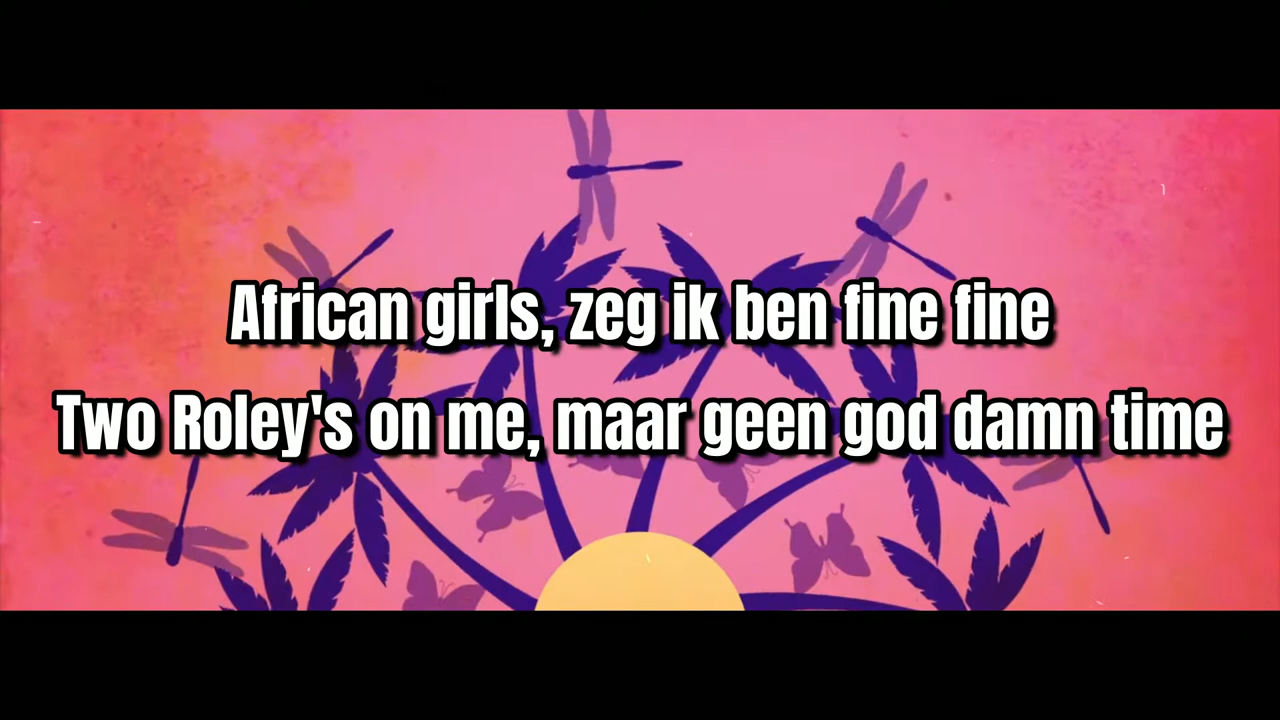 African girls, zeg ik ben fine fine
Two Roley's on me, maar geen god damn time